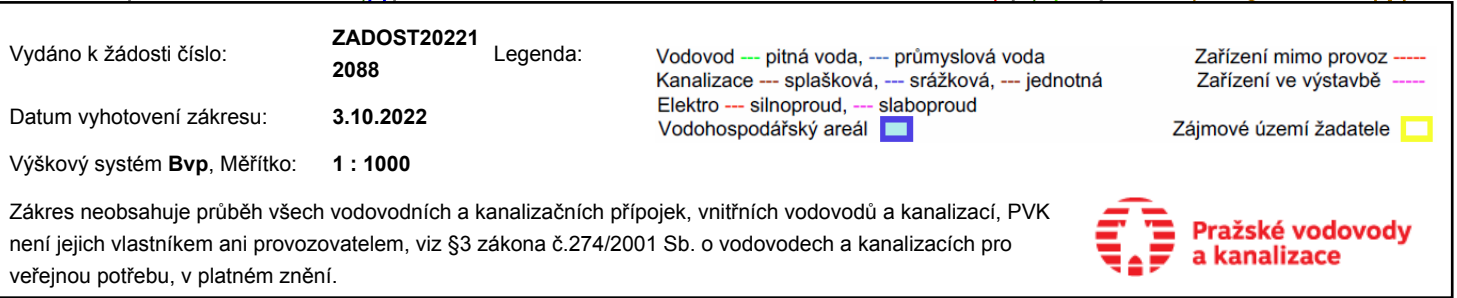 Vydáno k žádosti číslo: ZADOST20221
2088
Legenda:
Datum vyhotovení zákresu: 3.10.2022
Výškový systém Bvp, Měřítko: 1 : 1000
Vodovod --- pitná voda, --- průmyslová voda
Kanalizace --- splašková, --- srážková, --- jednotná
Elektro --- silnoproud, --- slaboproud
Vodohospodářský areál
Zařízení mimo provoz -----
Zařízení ve výstavbě -----
Zájmové území žadatele
Zákres neobsahuje průběh všech vodovodních a kanalizačních přípojek, vnitřních vodovodů a kanalizací, PVK
není jejich vlastníkem ani provozovatelem, viz §3 zákona č.274/2001 Sb. o vodovodech a kanalizacích pro
veřejnou potřebu, v platném znění.
Pražské vodovody
a kanalizace